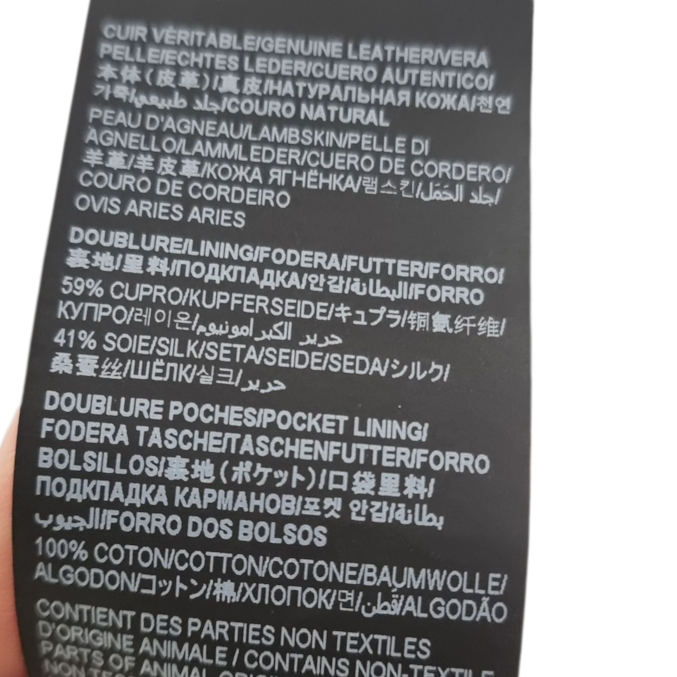 CUIR VÉRITABLE/GENUINE LEATHER/VERA
PELLE/ECHTES LEDER/CUERO AUTENTICO/
本体(皮革)/真皮/НАТУРАЛЬНАЯ КОЖА/천연
가죽/جلد طبيعي/COURO NATURAL
PEAU D'AGNEAU/LAMBSKIN/PELLE DI
AGNELLO/LAMMLEDER/CUERO DE CORDERO/
羊革/羊皮革/КОЖА ЯГНЁНКА/램스킨/جلد الحَمَل/
COURO DE CORDEIRO
OVIS ARIES ARIES
DOUBLURE/LINING/FODERA/FUTTER/FORRO/
裏地/里料/ПОДКПАДКА/안감/البطانة/FORRO
59% CUPRO/KUPFERSEIDE/キュプラ/铜氨纤维/
КУПРО/레이온/حرير الكبرامونيوم
41% SOIE/SILK/SETA/SEIDE/SEDA/シルク/
桑蚕丝/ШЁЛК/실크/حرير
DOUBLURE POCHES/POCKET LINING/
FODERA TASCHE/TASCHENFUTTER/FORRO
BOLSILLOS/裏地(ポケット)/口袋里料/
ПОДКПАДКА КАРМАНОВ/포켓 안감/بطانة
الجيوب/FORRO DOS BOLSOS
100% COTON/COTTON/COTONE/BAUMWOLLE/
ALGODON/コットン/棉/ХЛОПОК/면/قطن/ALGODÃO
CONTIENT DES PARTIES NON TEXTILES
D'ORIGINE ANIMALE / CONTAINS NON-TEXTILE
PARTS OF ANIMAL